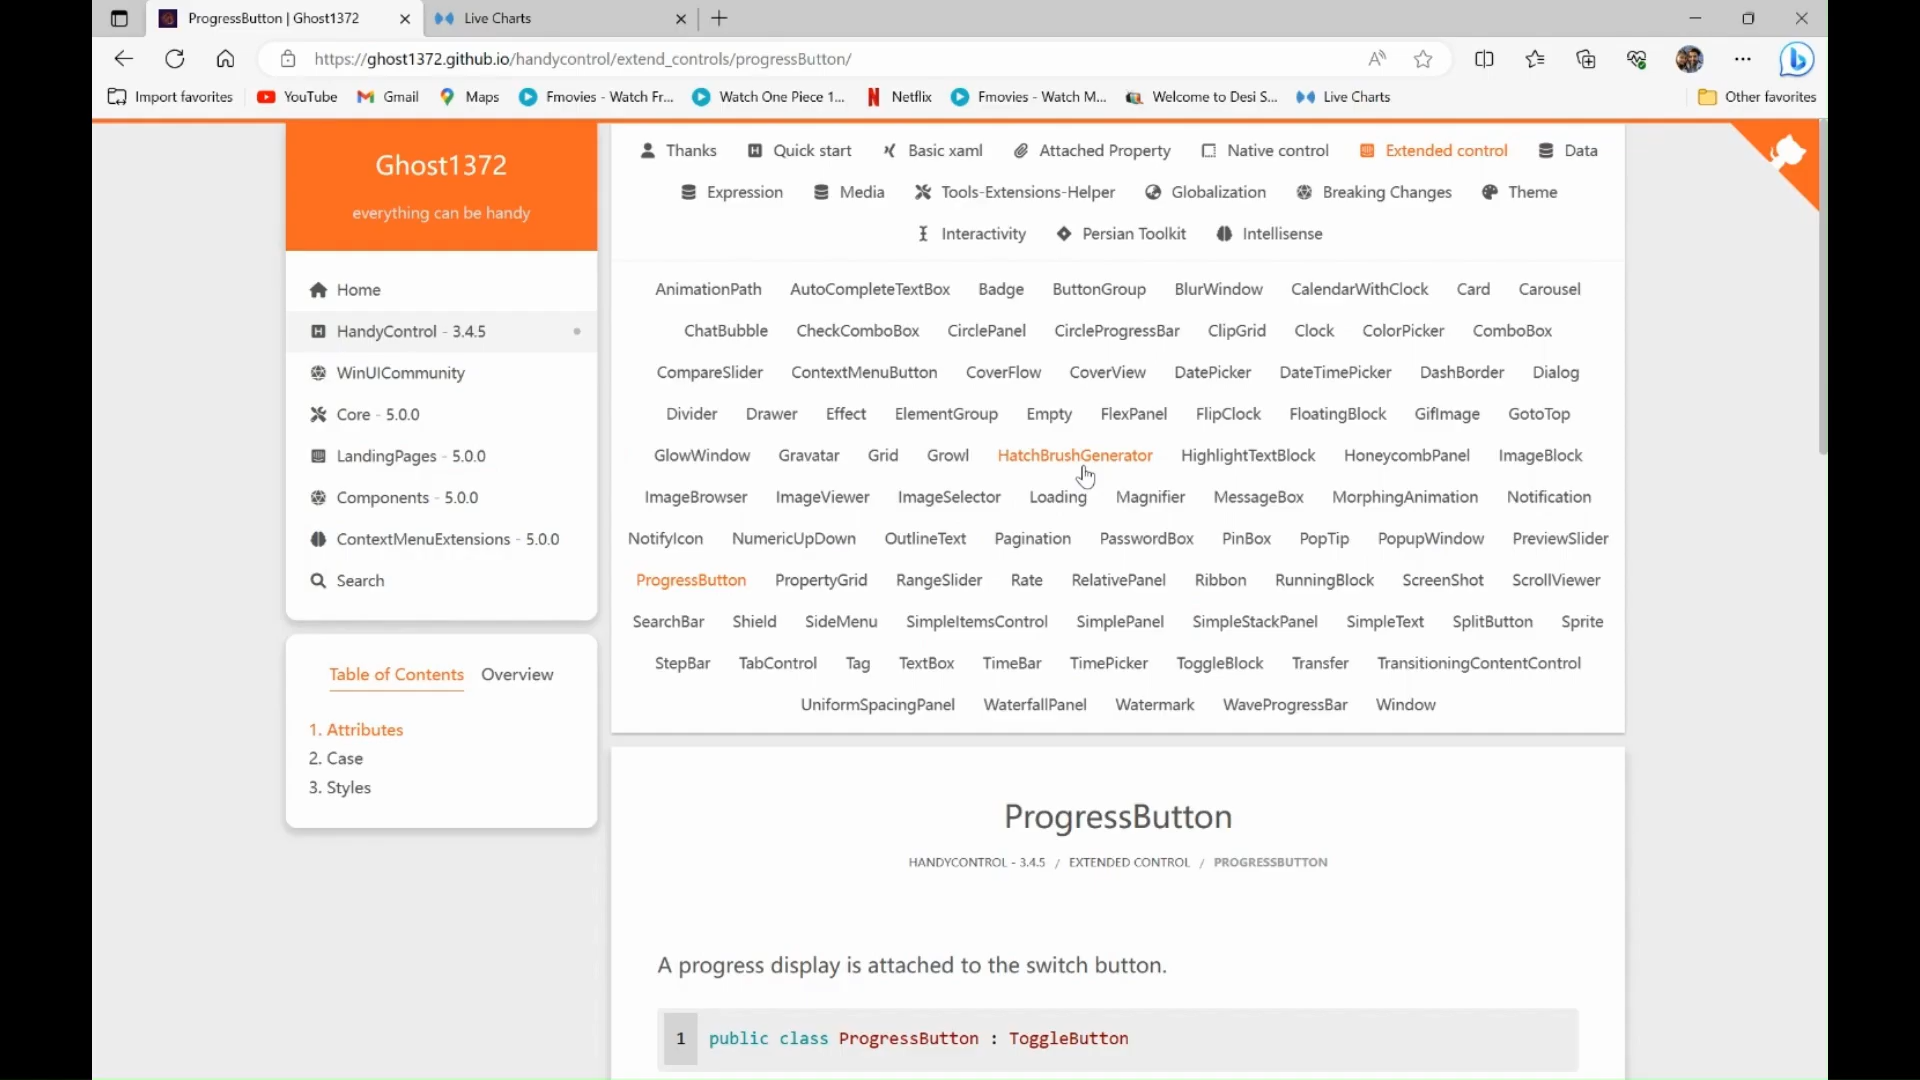 ProgressButton | Ghost1372
Live Charts
https://ghost1372.github.io/handycontrol/extend_controls/progressButton/
Import favorites YouTube Gmail Maps Fmovies - Watch Fr... Watch One Piece 1... Netflix Fmovies - Watch M... Welcome to Desi S... Live Charts Other favorites
Ghost1372
everything can be handy
Home
HandyControl - 3.4.5
WinUICommunity
Core - 5.0.0
LandingPages - 5.0.0
Components - 5.0.0
ContextMenuExtensions - 5.0.0
Search
Table of Contents Overview
1. Attributes
2. Case
3. Styles
Thanks Quick start Basic xaml Attached Property Native control Extended control Data
Expression Media Tools-Extensions-Helper Globalization Breaking Changes Theme
Interactivity Persian Toolkit Intellisense
AnimationPath AutoCompleteTextBox Badge ButtonGroup BlurWindow CalendarWithClock Card Carousel
ChatBubble CheckComboBox CirclePanel CircleProgressBar ClipGrid Clock ColorPicker ComboBox
CompareSlider ContextMenuButton CoverFlow CoverView DatePicker DateTimePicker DashBorder Dialog
Divider Drawer Effect ElementGroup Empty FlexPanel FlipClock FloatingBlock GifImage GotoTop
GlowWindow Gravatar Grid Growl HatchBrushGenerator HighlightTextBlock HoneycombPanel ImageBlock
ImageBrowser ImageViewer ImageSelector Loading Magnifier MessageBox MorphingAnimation Notification
NotifyIcon NumericUpDown OutlineText Pagination PasswordBox PinBox PopTip PopupWindow PreviewSlider
ProgressButton PropertyGrid RangeSlider Rate RelativePanel Ribbon RunningBlock ScreenShot ScrollViewer
SearchBar Shield SideMenu SimpleItemsControl SimplePanel SimpleStackPanel SimpleText SplitButton Sprite
StepBar TabControl Tag TextBox TimeBar TimePicker ToggleBlock Transfer TransitioningContentControl
UniformSpacingPanel WaterfallPanel Watermark WaveProgressBar Window
ProgressButton
HANDYCONTROL - 3.4.5 / EXTENDED CONTROL / PROGRESSBUTTON
A progress display is attached to the switch button.
1 public class ProgressButton : ToggleButton